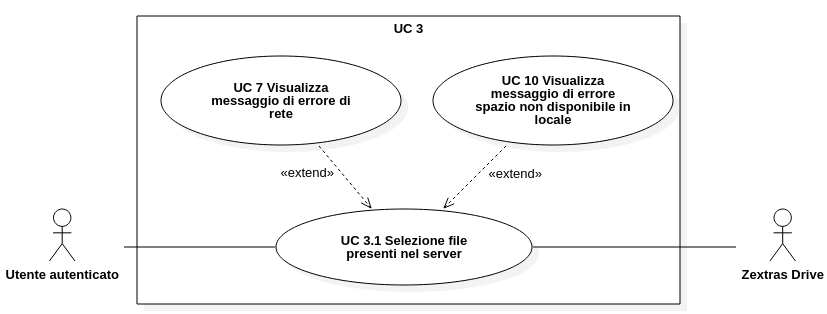 UC 3
UC 7 Visualizza
messaggio di errore di
rete
UC 10 Visualizza
messaggio di errore
spazio non disponibile in
locale
«extend»
«extend»
UC 3.1 Selezione file
presenti nel server
Utente autenticato
Zextras Drive